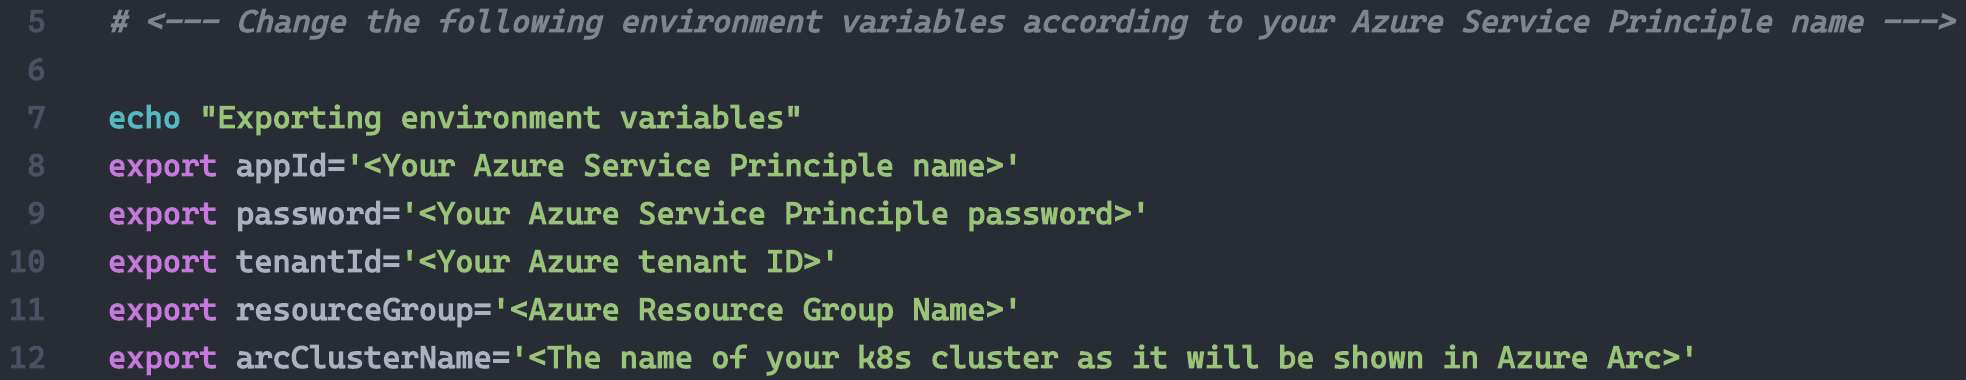 5 # <--- Change the following environment variables according to your Azure Service Principle name --->
6
7 echo "Exporting environment variables"
8 export appId='<Your Azure Service Principle name>'
9 export password='<Your Azure Service Principle password>'
10 export tenantId='<Your Azure tenant ID>'
11 export resourceGroup='<Azure Resource Group Name>'
12 export arcClusterName='<The name of your k8s cluster as it will be shown in Azure Arc>'